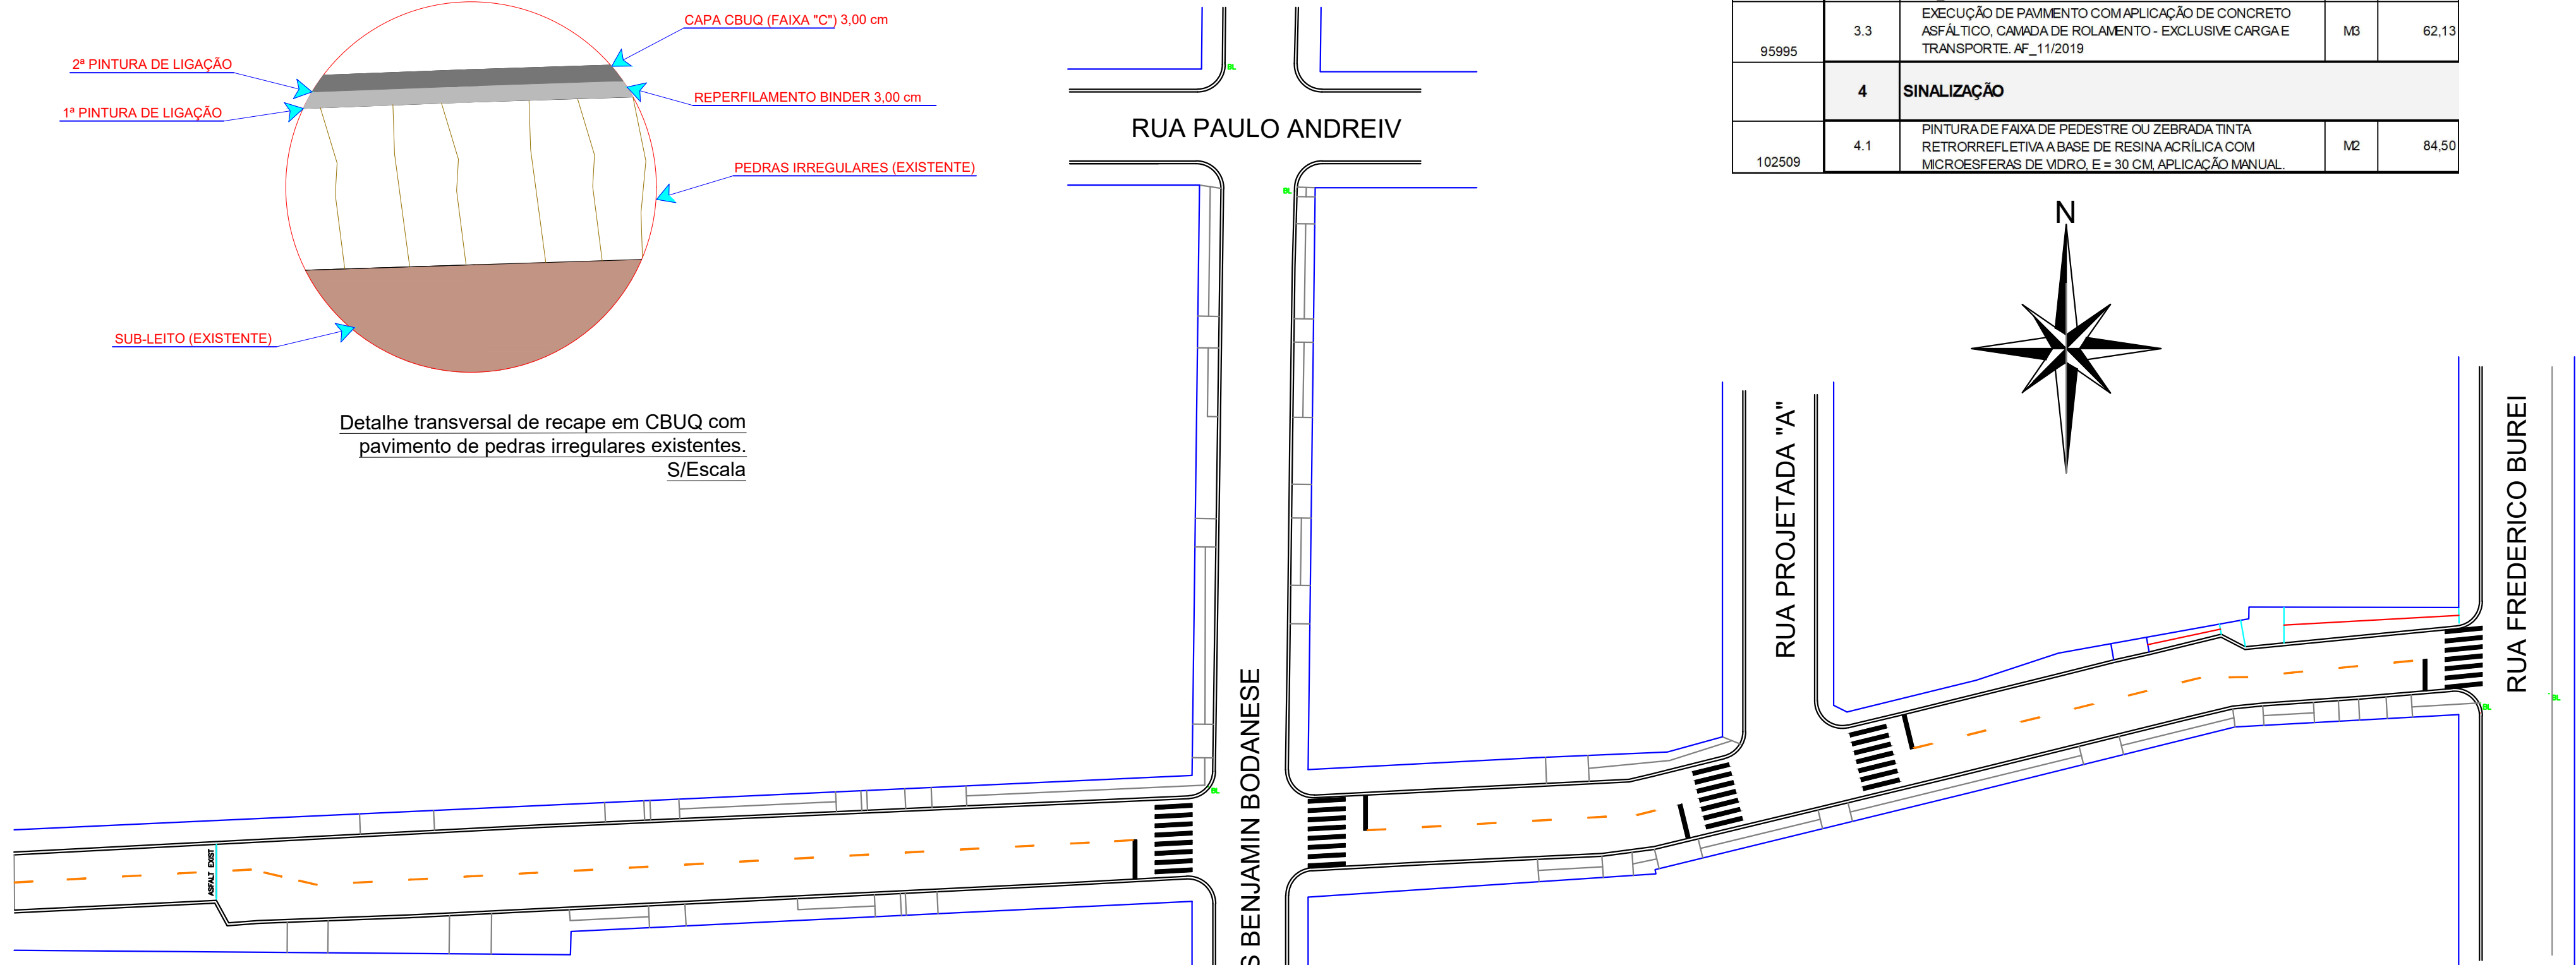 CAPA CBUQ (FAIXA "C") 3,00 cm
2ª PINTURA DE LIGAÇÃO
REPERFILAMENTO BINDER 3,00 cm
1ª PINTURA DE LIGAÇÃO
PEDRAS IRREGULARES (EXISTENTE)
SUB-LEITO (EXISTENTE)
Detalhe transversal de recape em CBUQ com
pavimento de pedras irregulares existentes.
S/Escala
95995
3.3
EXECUÇÃO DE PAVIMENTO COM APLICAÇÃO DE CONCRETO
ASFÁLTICO, CAMADA DE ROLAMENTO - EXCLUSIVE CARGA E
TRANSPORTE. AF_11/2019
M3
62,13
4
SINALIZAÇÃO
102509
4.1
PINTURA DE FAIXA DE PEDESTRE OU ZEBRADA TINTA
RETRORREFLETIVA A BASE DE RESINA ACRÍLICA COM
MICROESFERAS DE VIDRO, E = 30 CM, APLICAÇÃO MANUAL.
M2
84,50
N
RUA PAULO ANDREIV
BL
BL
RUA PROJETADA "A"
RUA FREDERICO BUREI
BL
BL
BL
S BENJAMIN BODANESE
ASFALT EXIST